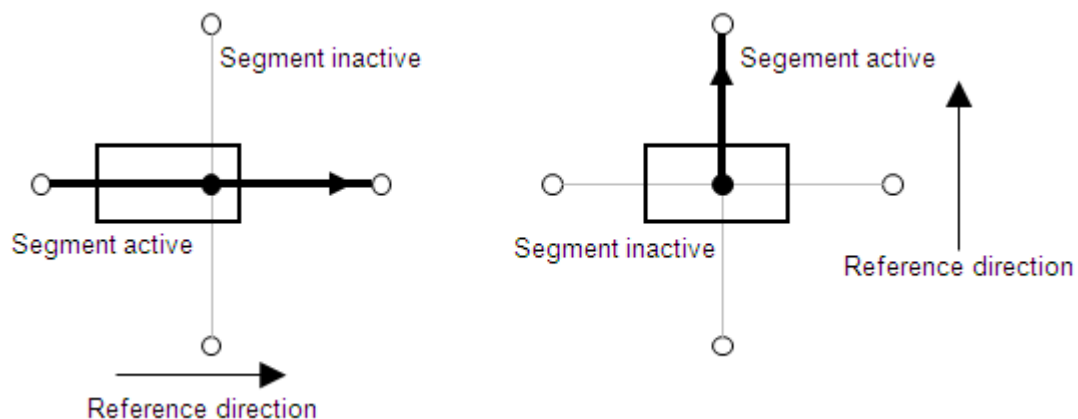 Segment inactive
Segement active
Segment active
Segment inactive
Reference direction
Reference direction